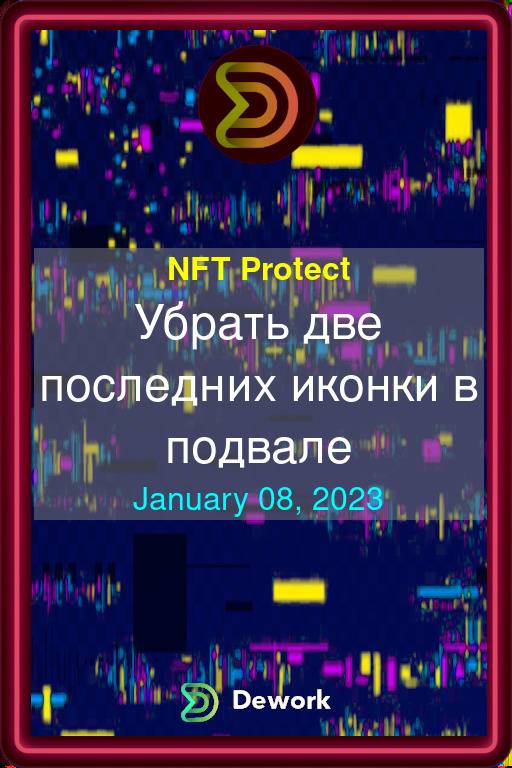 NFT Protect
Убрать две
последних иконки в
подвале
January 08, 2023
Dework